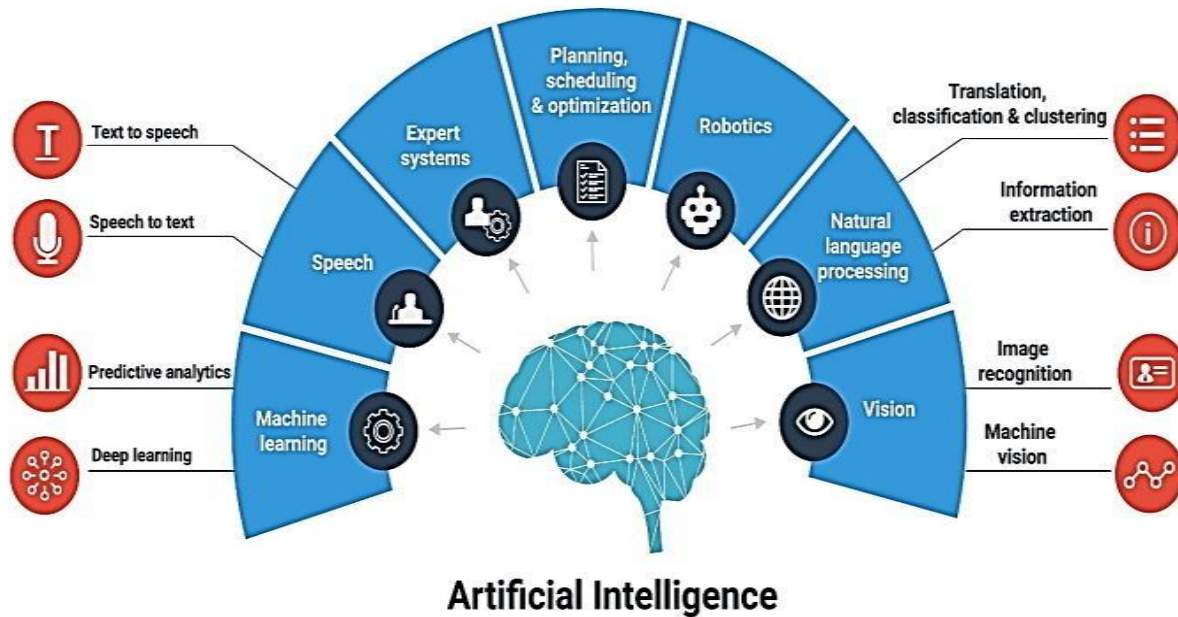 Planning,
scheduling
& optimization
Expert
systems
Robotics
Speech
Natural
language
processing
Machine
learning
Vision
Text to speech
Speech to text
Predictive analytics
Deep learning
Translation,
classification & clustering
Information
extraction
Image
recognition
Machine
vision
T
i
Artificial Intelligence